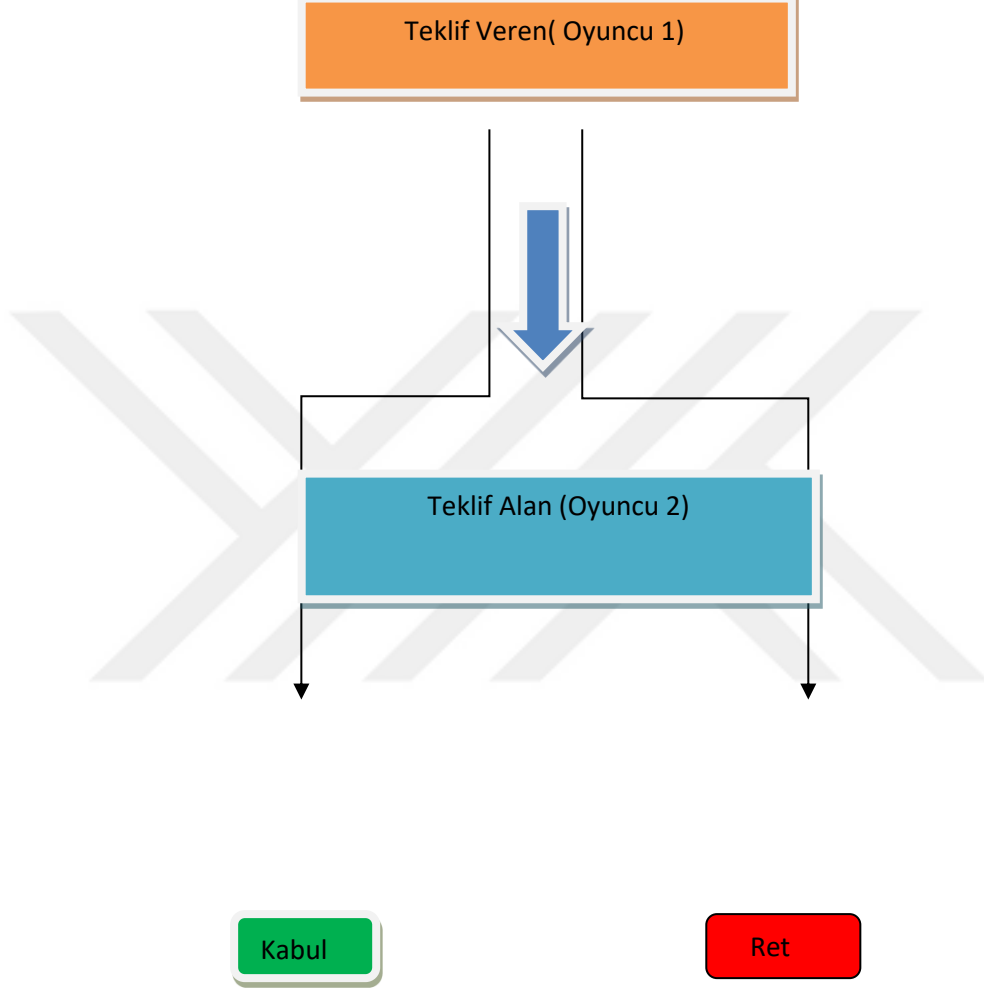 Teklif Veren( Oyuncu 1)
Teklif Alan (Oyuncu 2)
Kabul
Ret